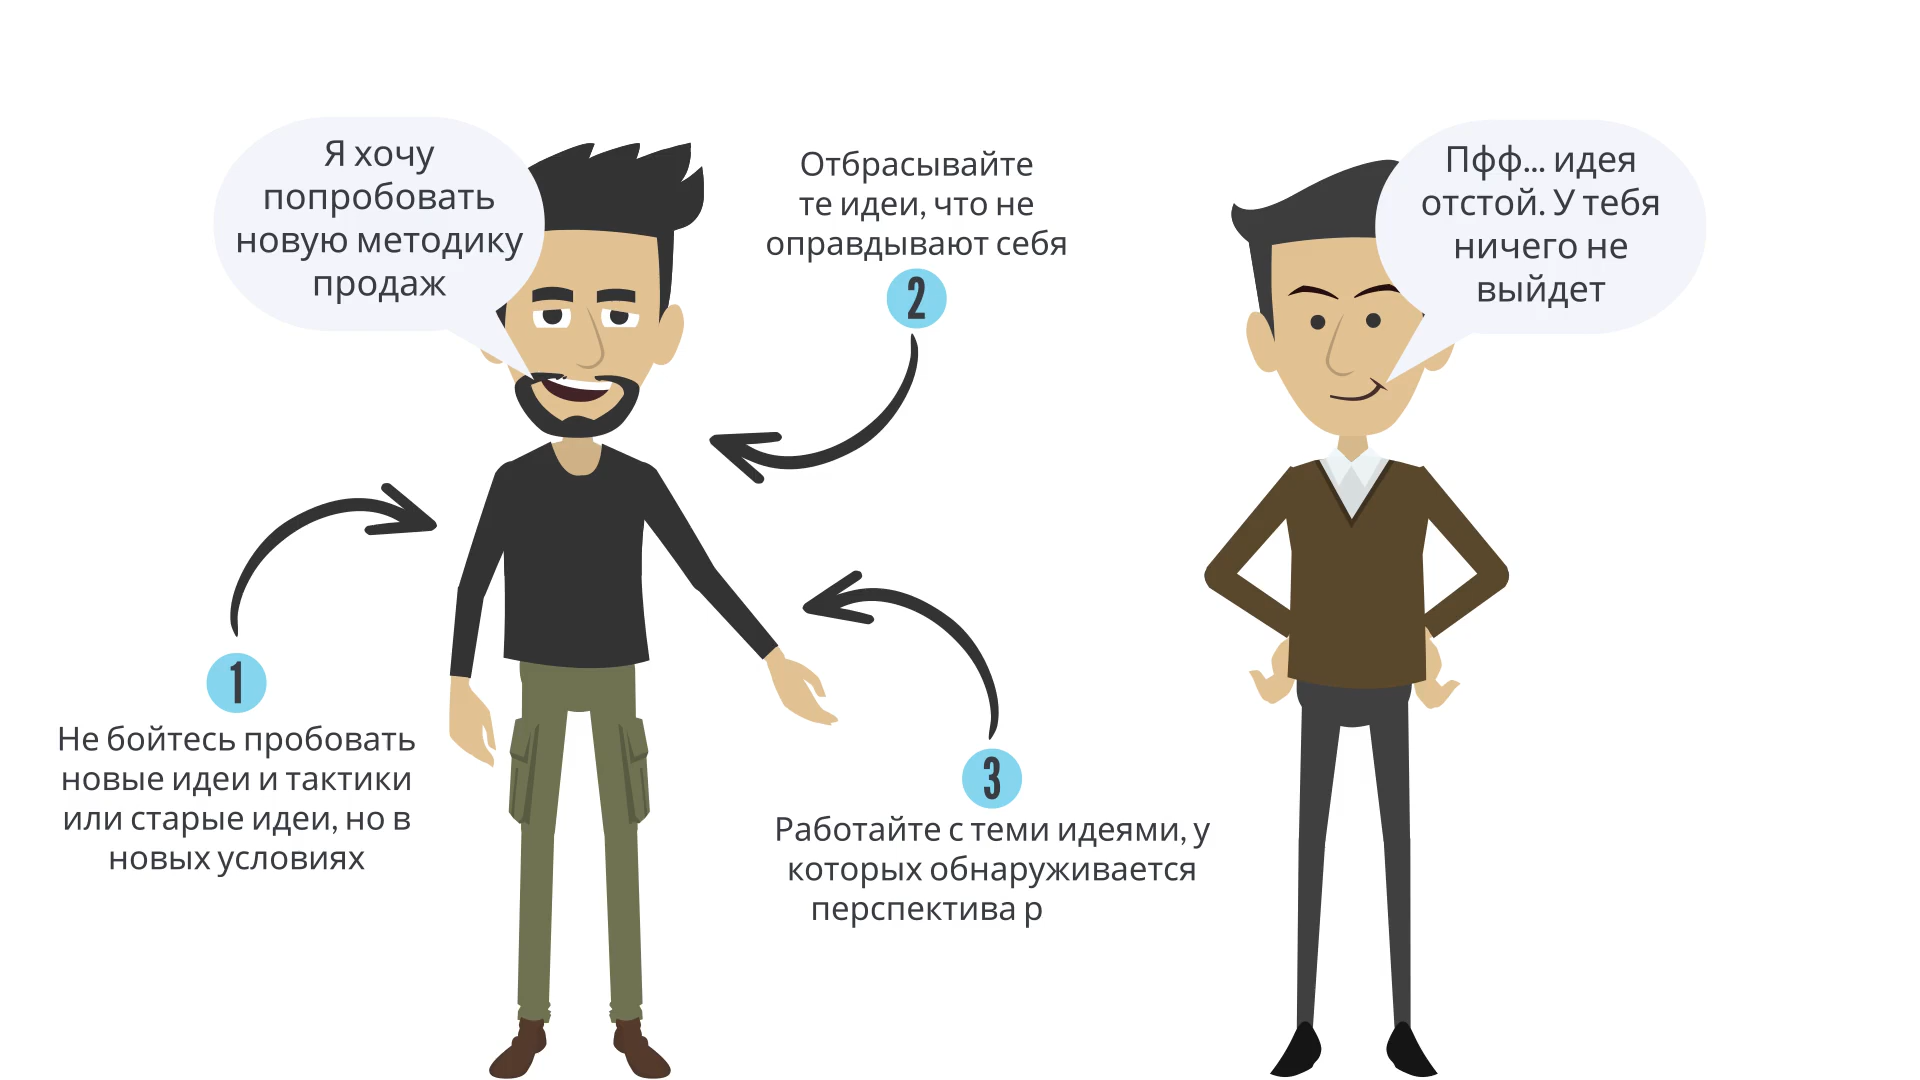 Я хочу
попробовать
новую методику
продаж
Отбрасывайте
те идеи, что не
оправдывают себя
2
Пфф... идея
отстой. У тебя
ничего не
выйдет
1
Не бойтесь пробовать
новые идеи и тактики
или старые идеи, но в
новых условиях
3
Работайте с теми идеями, у
которых обнаруживается
перспектива р